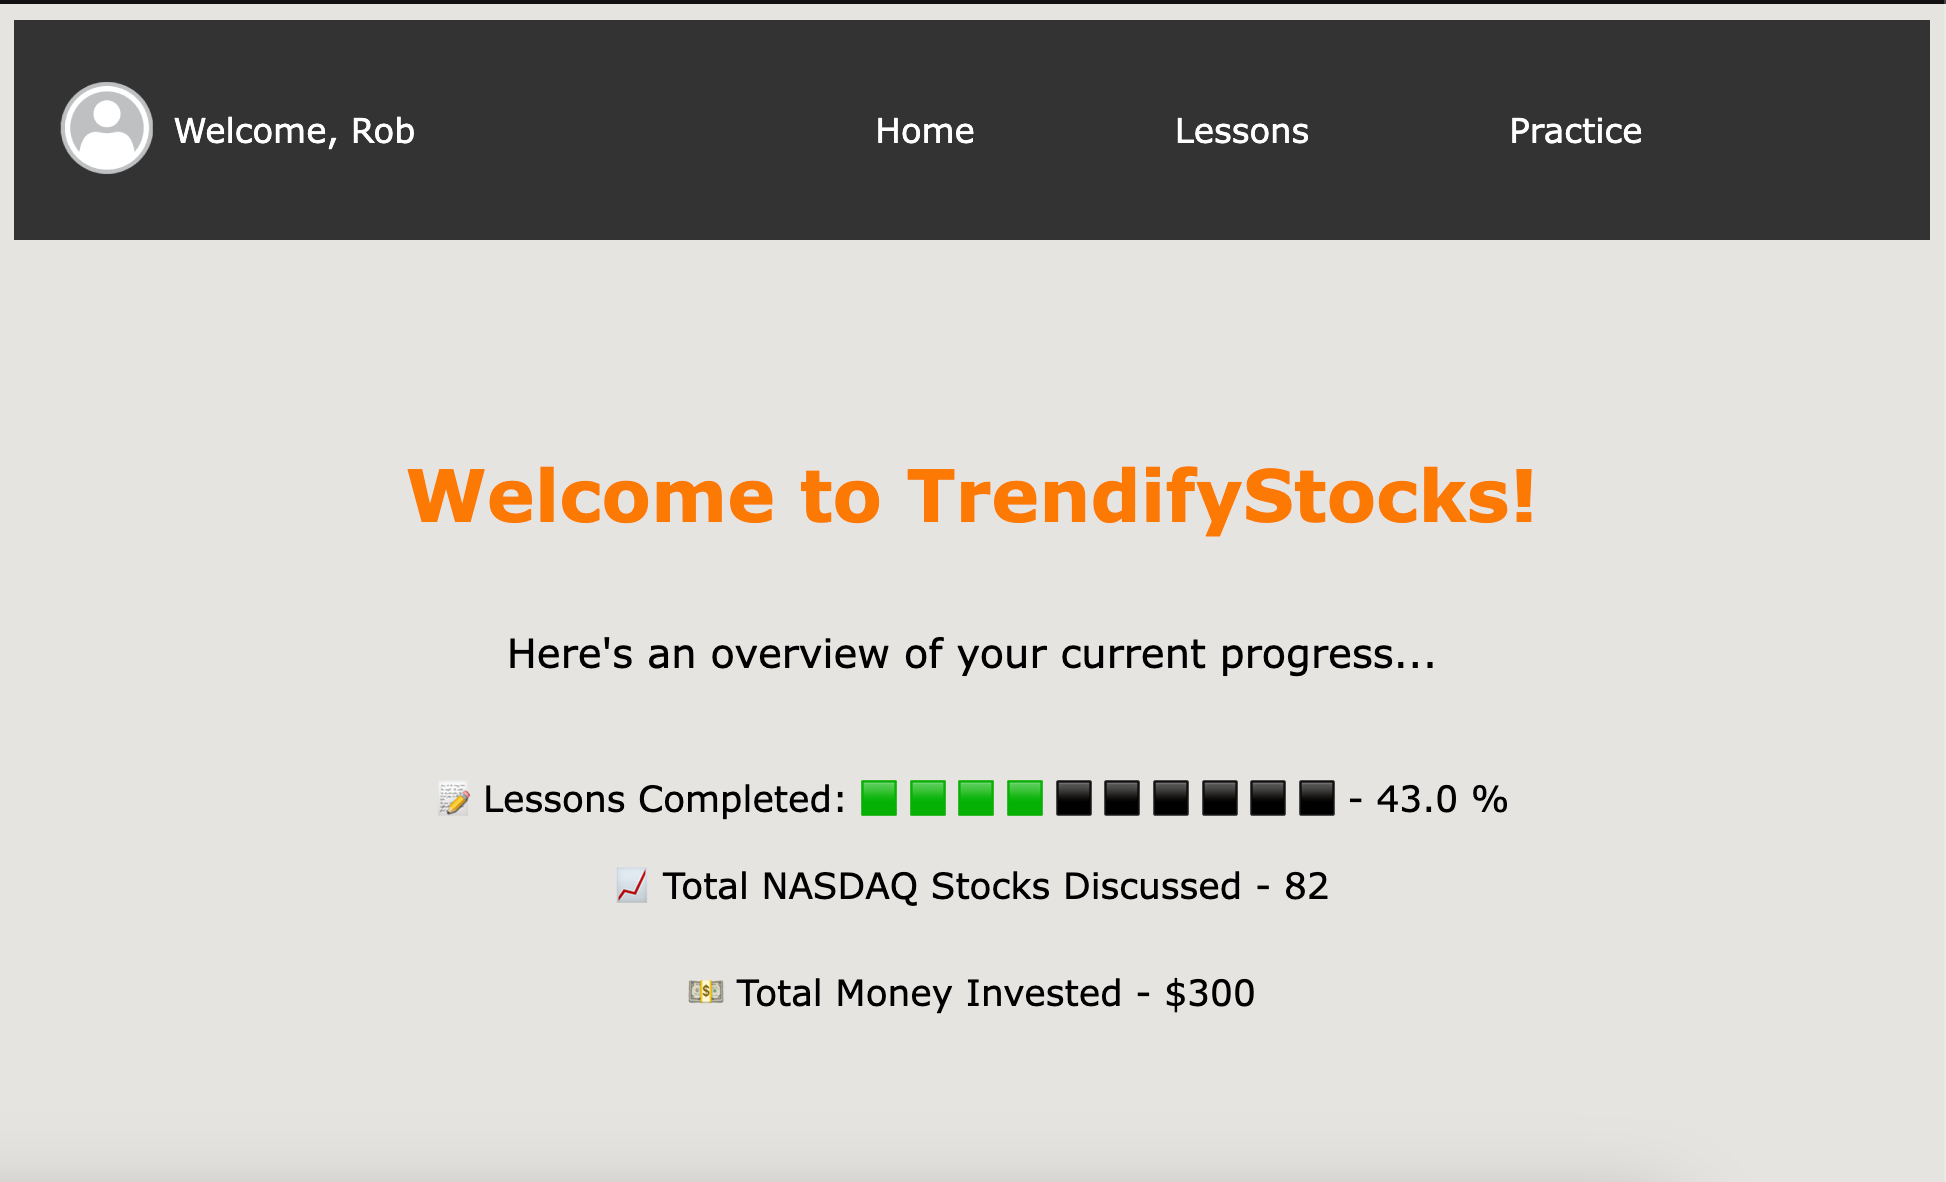 Welcome, Rob
Home
Lessons
Practice
Welcome to TrendifyStocks!
Here's an overview of your current progress...
📝 Lessons Completed: 🟩 🟩 🟩 🟩 ⬛ ⬛ ⬛ ⬛ ⬛ ⬛ - 43.0 %
📈 Total NASDAQ Stocks Discussed - 82
💵 Total Money Invested - $300